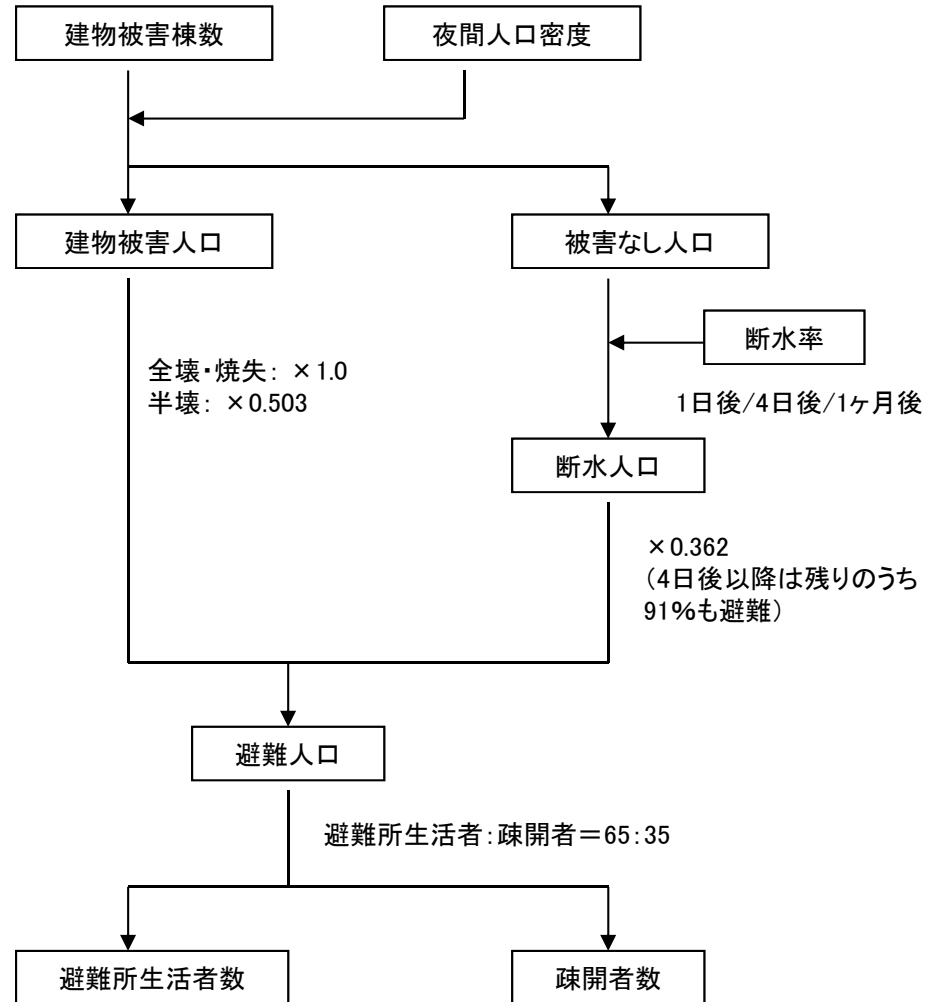 建物被害棟数
夜間人口密度
建物被害人口
被害なし人口
断水率
全壊・焼失: ×1.0
半壊: ×0.503
1日後/4日後/1ヶ月後
断水人口
×0.362
(4日後以降は残りのうち
91%も避難)
避難人口
避難所生活者:疎開者=65:35
避難所生活者数
疎開者数